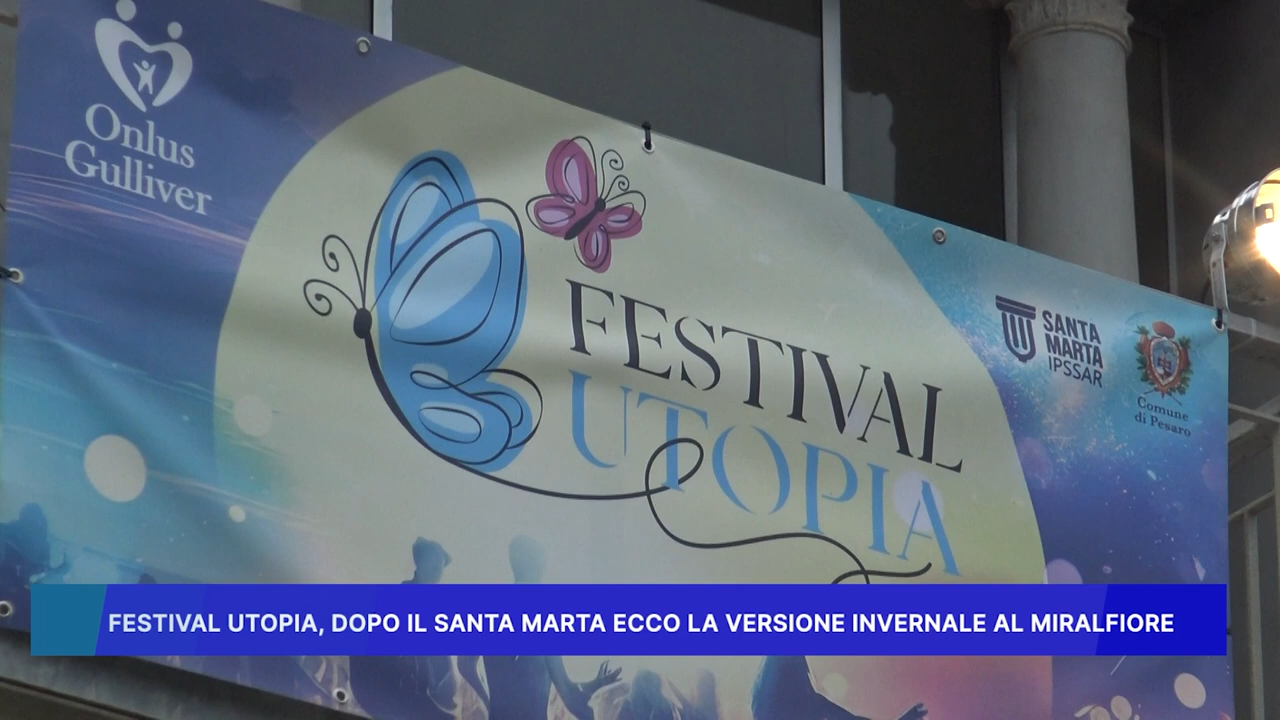 Onlus
Gulliver
FESTIVAL
UTOPIA
SANTA
MARTA
IPSSAR
Comune
di Pesaro
FESTIVAL UTOPIA, DOPO IL SANTA MARTA ECCO LA VERSIONE INVERNALE AL MIRALFIORE